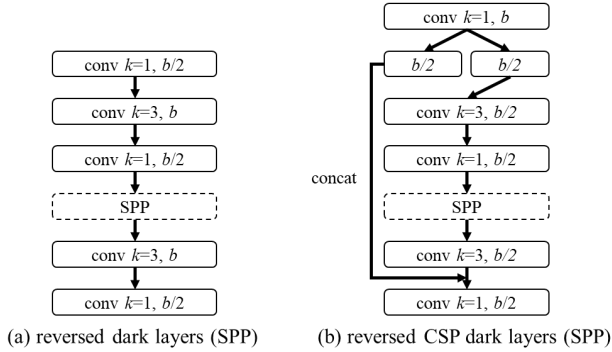 conv k=1, b/2
conv k=3, b
conv k=1, b/2
SPP
conv k=3, b
conv k=1, b/2
(a) reversed dark layers (SPP)
conv k=1, b
b/2
b/2
conv k=3, b/2
conv k=1, b/2
concat
SPP
conv k=3, b/2
conv k=1, b/2
(b) reversed CSP dark layers (SPP)